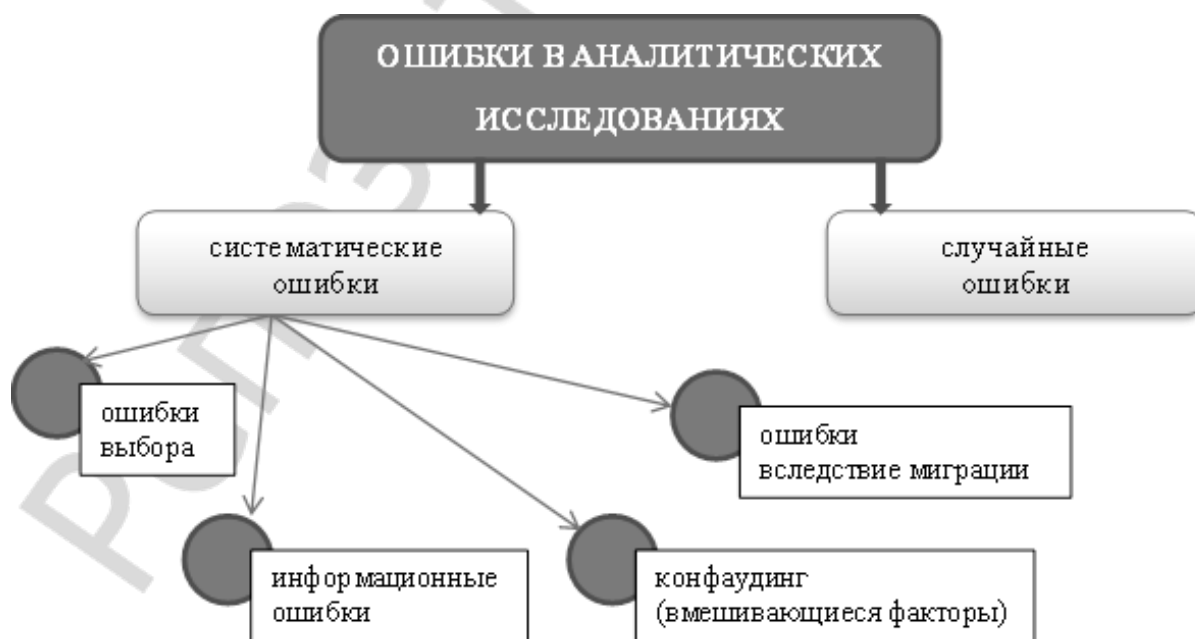 ОШИБКИ В АНАЛИТИЧЕСКИХ
ИССЛЕДОВАНИЯХ
систематические
ошибки
случайные
ошибки
ошибки
выбора
ошибки
вследствие миграции
информационные
ошибки
конфаудинг
(вмешивающиеся факторы)